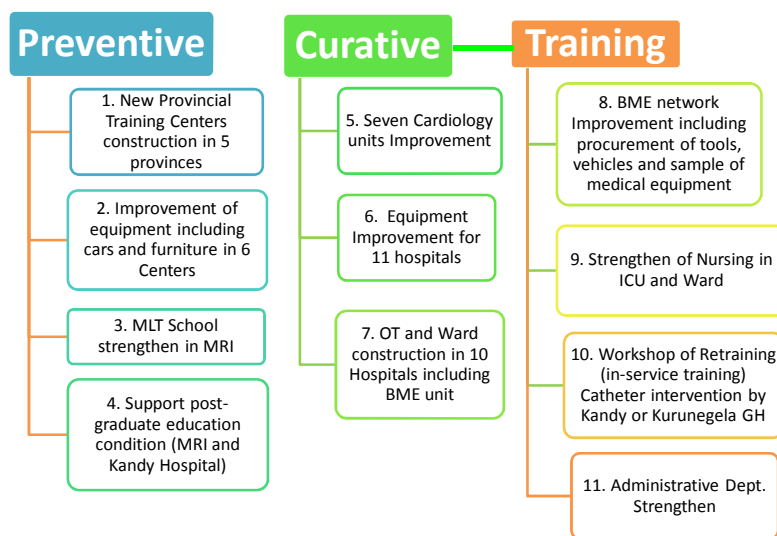 Preventive
1. New Provincial
Training Centers
construction in 5
provinces
2. Improvement of
equipment including
cars and furniture in 6
Centers
3. MLT School
strengthen in MRI
4. Support post-
graduate education
condition (MRI and
Kandy Hospital)
Curative
5. Seven Cardiology
units Improvement
6. Equipment
Improvement for
11 hospitals
7. OT and Ward
construction in 10
Hospitals including
BME unit
Training
8. BME network
Improvement including
procurement of tools,
vehicles and sample of
medical equipment
9. Strengthen of Nursing in
ICU and Ward
10. Workshop of Retraining
(in-service training)
Catheter intervention by
Kandy or Kurunegela GH
11. Administrative Dept.
Strengthen